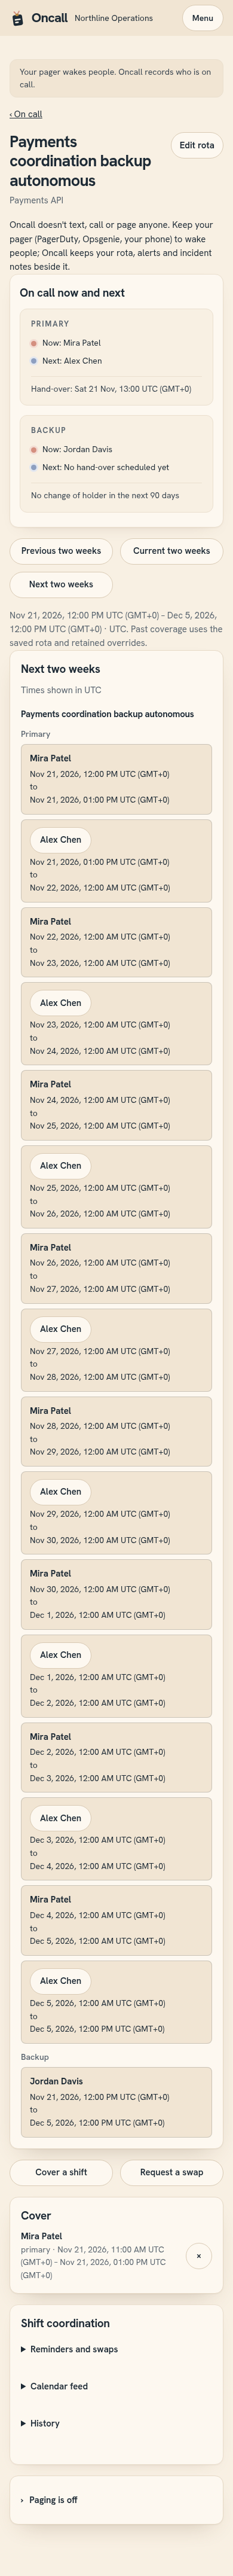 Oncall Northline Operations Menu
Your pager wakes people. Oncall records who is on
call.
‹ On call
Payments
coordination backup
autonomous
Edit rota
Payments API
Oncall doesn't text, call or page anyone. Keep your
pager (PagerDuty, Opsgenie, your phone) to wake
people; Oncall keeps your rota, alerts and incident
notes beside it.
On call now and next
PRIMARY
Now: Mira Patel
Next: Alex Chen
Hand-over: Sat 21 Nov, 13:00 UTC (GMT+0)
BACKUP
Now: Jordan Davis
Next: No hand-over scheduled yet
No change of holder in the next 90 days
Previous two weeks
Current two weeks
Next two weeks
Nov 21, 2026, 12:00 PM UTC (GMT+0) – Dec 5, 2026,
12:00 PM UTC (GMT+0) · UTC. Past coverage uses the
saved rota and retained overrides.
Next two weeks
Times shown in UTC
Payments coordination backup autonomous
Primary
Mira Patel
Nov 21, 2026, 12:00 PM UTC (GMT+0)
to
Nov 21, 2026, 01:00 PM UTC (GMT+0)
Alex Chen
Nov 21, 2026, 01:00 PM UTC (GMT+0)
to
Nov 22, 2026, 12:00 AM UTC (GMT+0)
Mira Patel
Nov 22, 2026, 12:00 AM UTC (GMT+0)
to
Nov 23, 2026, 12:00 AM UTC (GMT+0)
Alex Chen
Nov 23, 2026, 12:00 AM UTC (GMT+0)
to
Nov 24, 2026, 12:00 AM UTC (GMT+0)
Mira Patel
Nov 24, 2026, 12:00 AM UTC (GMT+0)
to
Nov 25, 2026, 12:00 AM UTC (GMT+0)
Alex Chen
Nov 25, 2026, 12:00 AM UTC (GMT+0)
to
Nov 26, 2026, 12:00 AM UTC (GMT+0)
Mira Patel
Nov 26, 2026, 12:00 AM UTC (GMT+0)
to
Nov 27, 2026, 12:00 AM UTC (GMT+0)
Alex Chen
Nov 27, 2026, 12:00 AM UTC (GMT+0)
to
Nov 28, 2026, 12:00 AM UTC (GMT+0)
Mira Patel
Nov 28, 2026, 12:00 AM UTC (GMT+0)
to
Nov 29, 2026, 12:00 AM UTC (GMT+0)
Alex Chen
Nov 29, 2026, 12:00 AM UTC (GMT+0)
to
Nov 30, 2026, 12:00 AM UTC (GMT+0)
Mira Patel
Nov 30, 2026, 12:00 AM UTC (GMT+0)
to
Dec 1, 2026, 12:00 AM UTC (GMT+0)
Alex Chen
Dec 1, 2026, 12:00 AM UTC (GMT+0)
to
Dec 2, 2026, 12:00 AM UTC (GMT+0)
Mira Patel
Dec 2, 2026, 12:00 AM UTC (GMT+0)
to
Dec 3, 2026, 12:00 AM UTC (GMT+0)
Alex Chen
Dec 3, 2026, 12:00 AM UTC (GMT+0)
to
Dec 4, 2026, 12:00 AM UTC (GMT+0)
Mira Patel
Dec 4, 2026, 12:00 AM UTC (GMT+0)
to
Dec 5, 2026, 12:00 AM UTC (GMT+0)
Alex Chen
Dec 5, 2026, 12:00 AM UTC (GMT+0)
to
Dec 5, 2026, 12:00 PM UTC (GMT+0)
Backup
Jordan Davis
Nov 21, 2026, 12:00 PM UTC (GMT+0)
to
Dec 5, 2026, 12:00 PM UTC (GMT+0)
Cover a shift
Request a swap
Cover
Mira Patel
primary · Nov 21, 2026, 11:00 AM UTC
(GMT+0) – Nov 21, 2026, 01:00 PM UTC
(GMT+0)
×
Shift coordination
▶ Reminders and swaps
▶ Calendar feed
▶ History
› Paging is off